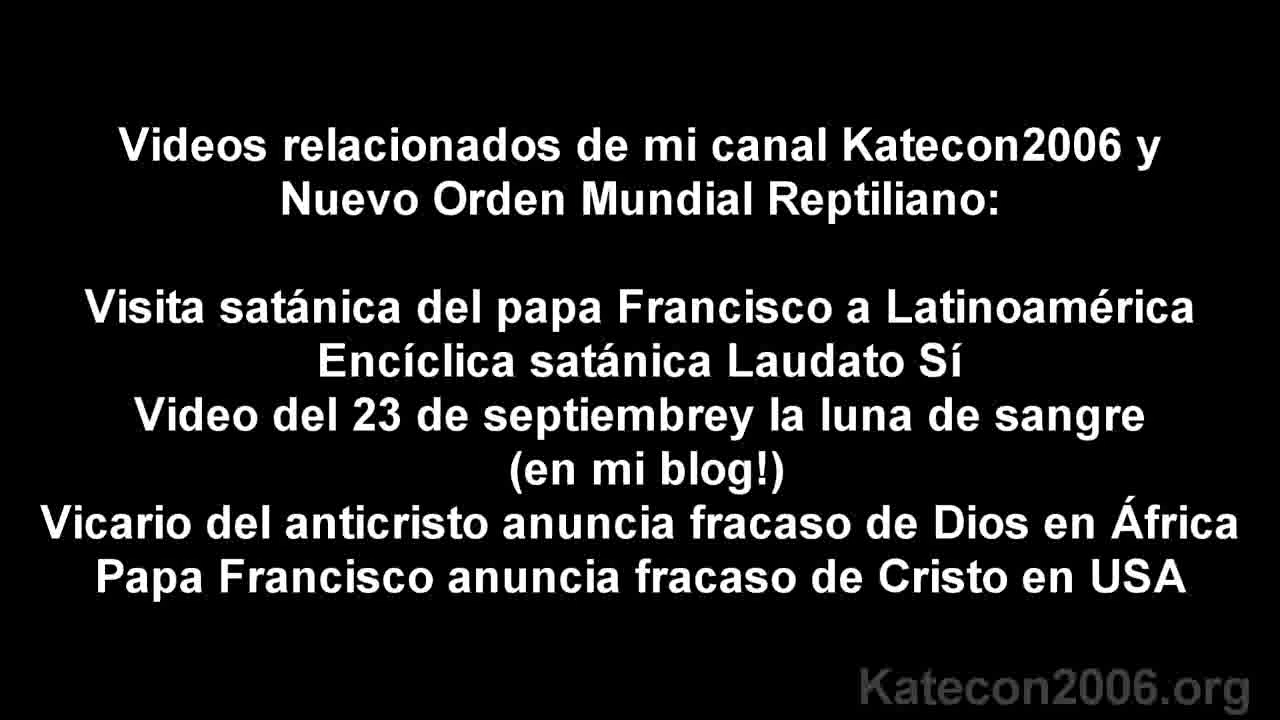 Videos relacionados de mi canal Katecon2006 y
Nuevo Orden Mundial Reptiliano:
Visita satánica del papa Francisco a Latinoamérica
Encíclica satánica Laudato Sí
Video del 23 de septiembrey la luna de sangre
(en mi blog!)
Vicario del anticristo anuncia fracaso de Dios en África
Papa Francisco anuncia fracaso de Cristo en USA
Katecon2006.org